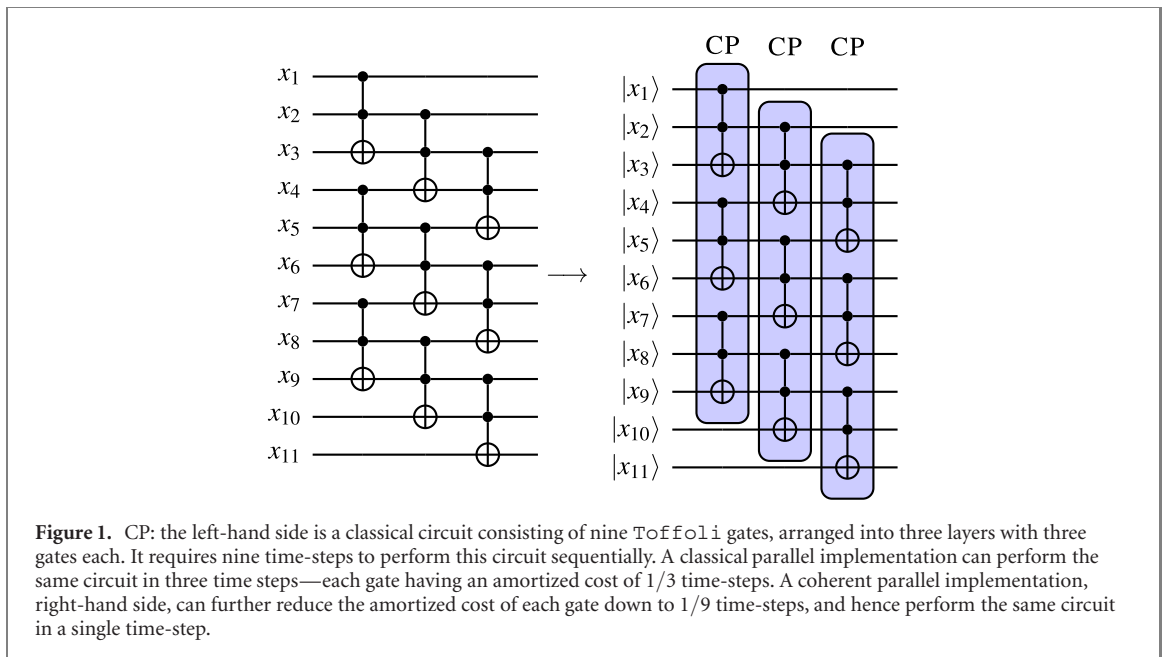 CP CP CP
x1
x2
x3
x4
x5
x6
x7
x8
x9
x10
x11
⟶
|x1⟩
|x2⟩
|x3⟩
|x4⟩
|x5⟩
|x6⟩
|x7⟩
|x8⟩
|x9⟩
|x10⟩
|x11⟩
Figure 1. CP: the left-hand side is a classical circuit consisting of nine Toffoli gates, arranged into three layers with three
gates each. It requires nine time-steps to perform this circuit sequentially. A classical parallel implementation can perform the
same circuit in three time steps—each gate having an amortized cost of 1/3 time-steps. A coherent parallel implementation,
right-hand side, can further reduce the amortized cost of each gate down to 1/9 time-steps, and hence perform the same circuit
in a single time-step.